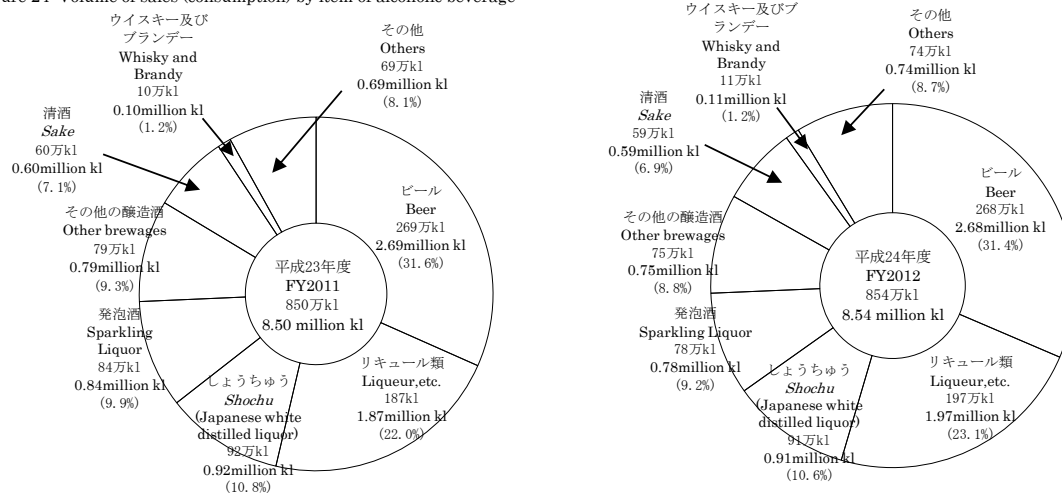 Volume of sales (consumption) by item of alcoholic beverage
ウイスキー及び
ブランデー
Whisky and
Brandy
10万kl
0.10million kl
(1.2%)
その他
Others
69万kl
0.69million kl
(8.1%)
清酒
Sake
60万kl
0.60million kl
(7.1%)
ビール
Beer
269万kl
2.69million kl
(31.6%)
その他の醸造酒
Other brewages
79万kl
0.79million kl
(9.3%)
平成23年度
FY2011
850万kl
8.50 million kl
発泡酒
Sparkling
Liquor
84万kl
0.84million kl
(9.9%)
しょうちゅう
Shochu
(Japanese white
distilled liquor)
92万kl
0.92million kl
(10.8%)
リキュール類
Liqueur,etc.
187kl
1.87million kl
(22.0%)
ウイスキー及びブ
ランデー
Whisky and
Brandy
11万kl
0.11million kl
(1.2%)
その他
Others
74万kl
0.74million kl
(8.7%)
清酒
Sake
59万kl
0.59million kl
(6.9%)
ビール
Beer
268万kl
2.68million kl
(31.4%)
その他の醸造酒
Other brewages
75万kl
0.75million kl
(8.8%)
平成24年度
FY2012
854万kl
8.54 million kl
発泡酒
Sparkling Liquor
78万kl
0.78million kl
(9.2%)
しょうちゅう
Shochu
(Japanese white
distilled liquor)
91万kl
0.91million kl
(10.6%)
リキュール類
Liqueur,etc.
197万kl
1.97million kl
(23.1%)